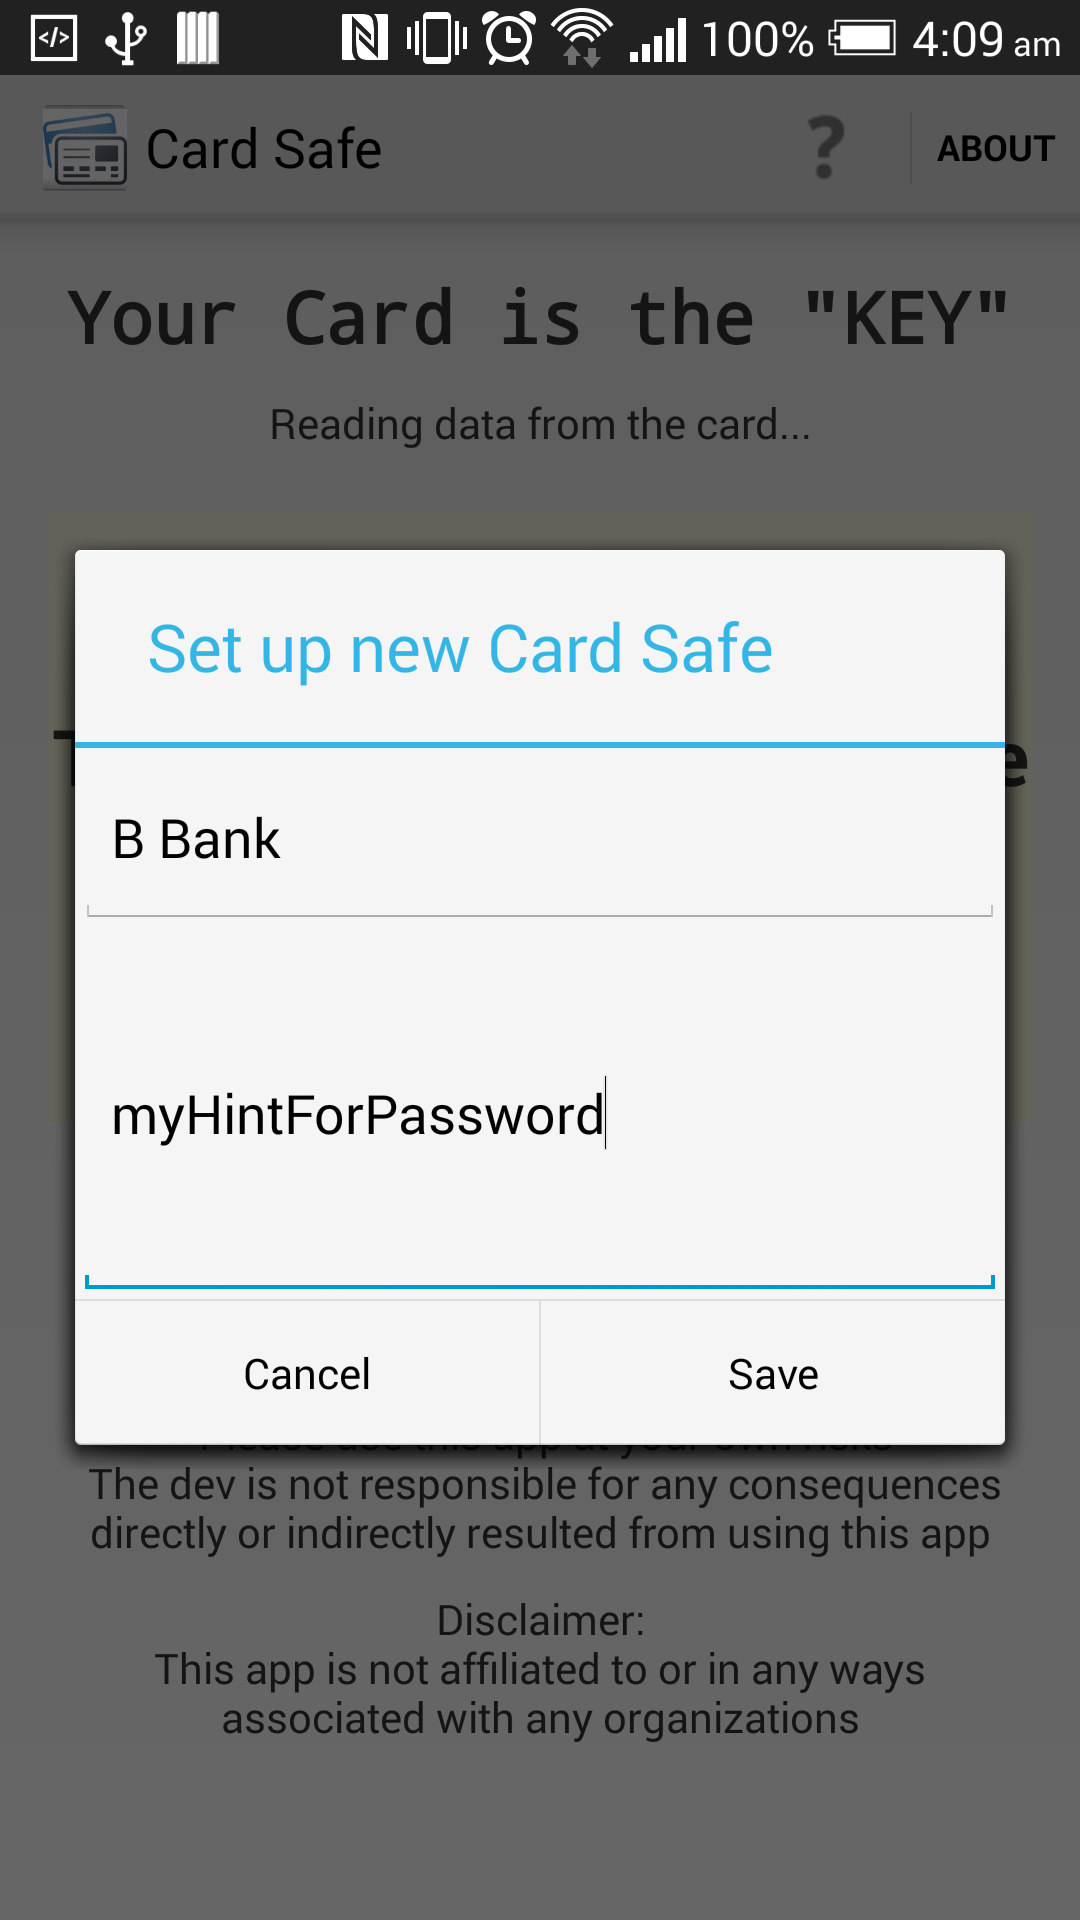 100% 4:09 am
Card Safe ABOUT
Your Card is the "KEY"
Reading data from the card...
Set up new Card Safe
B Bank
myHintForPassword
Cancel Save
The dev is not responsible for any consequences
directly or indirectly resulted from using this app
Disclaimer:
This app is not affiliated to or in any ways
associated with any organizations